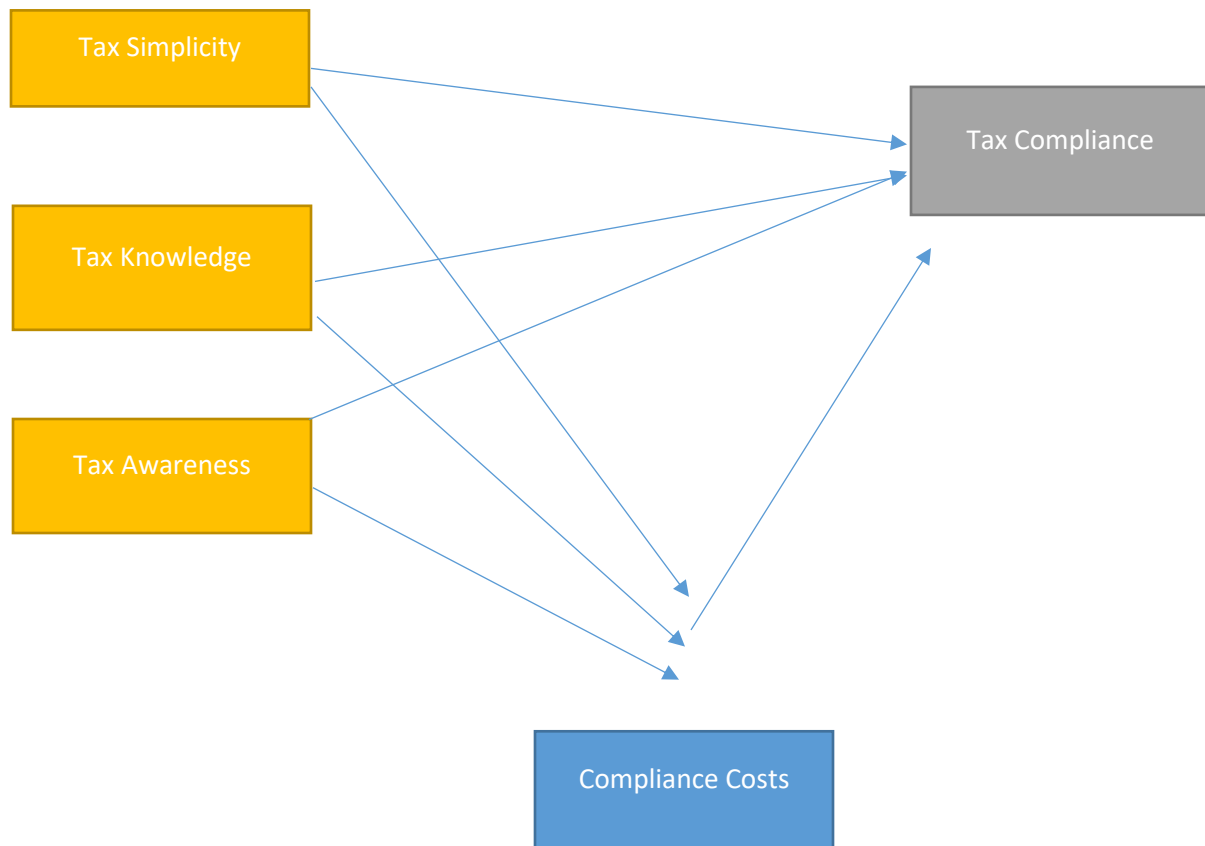 Tax Simplicity
Tax Compliance
Tax Knowledge
Tax Awareness
Compliance Costs